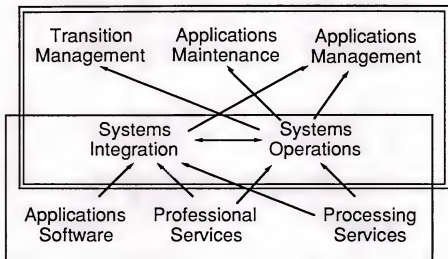 Transition Applications Applications
Management Maintenance Management
Systems Systems
Integration Operations
Applications Professional Processing
Software Services Services